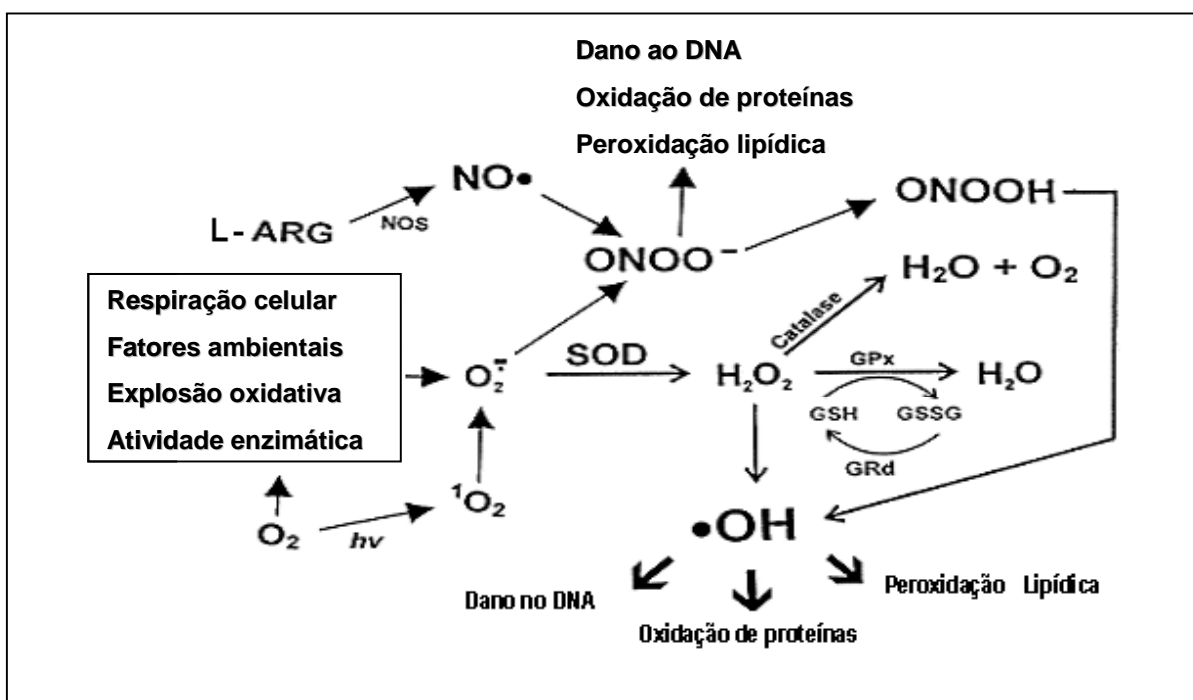 Dano ao DNA
Oxidação de proteínas
Peroxidação lipídica
NO•
L-ARG
NOS
ONOO⁻
ONOOH
H₂O + O₂
Respiração celular
Fatores ambientais
Explosão oxidativa
Atividade enzimática
O₂•⁻
SOD
H₂O₂
Catalase
GPx
H₂O
GSH
GSSG
GRd
¹O₂
O₂
hv
•OH
Dano no DNA
Peroxidação Lipídica
Oxidação de proteínas